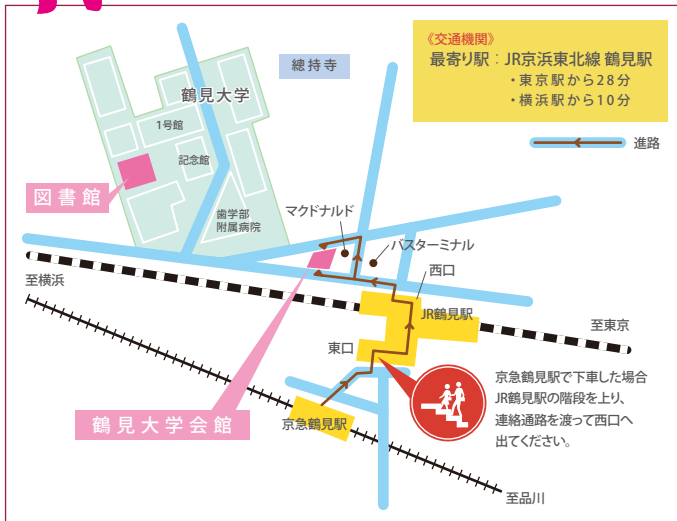 《交通機関》
最寄り駅：JR京浜東北線 鶴見駅
・東京駅から28分
・横浜駅から10分
進路
總持寺
鶴見大学
1号館
記念館
図書館
歯学部
附属病院
マクドナルド
バスターミナル
西口
至横浜
JR鶴見駅
至東京
東口
京急鶴見駅で下車した場合
JR鶴見駅の階段を上り、
連絡通路を渡って西口へ
出てください。
鶴見大学会館
京急鶴見駅
至品川